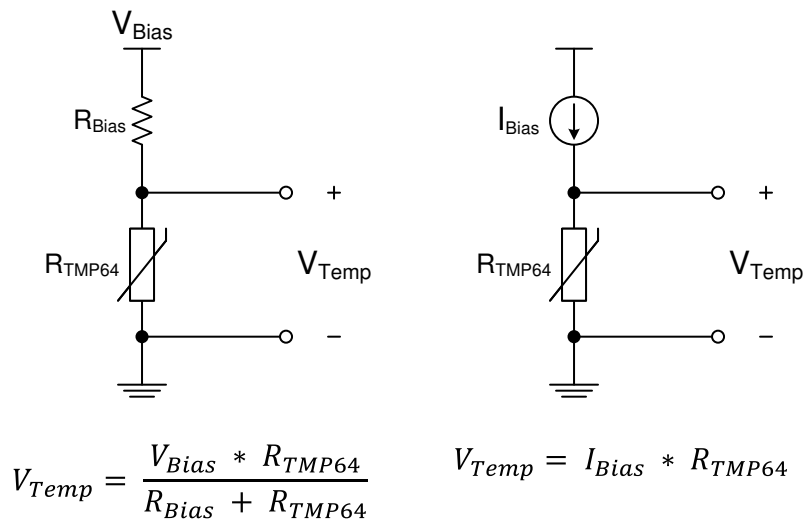 V_Bias
R_Bias
+
R_TMP64
V_Temp
−
V_Temp = V_Bias * R_TMP64 / R_Bias + R_TMP64
I_Bias
+
R_TMP64
V_Temp
−
V_Temp = I_Bias * R_TMP64